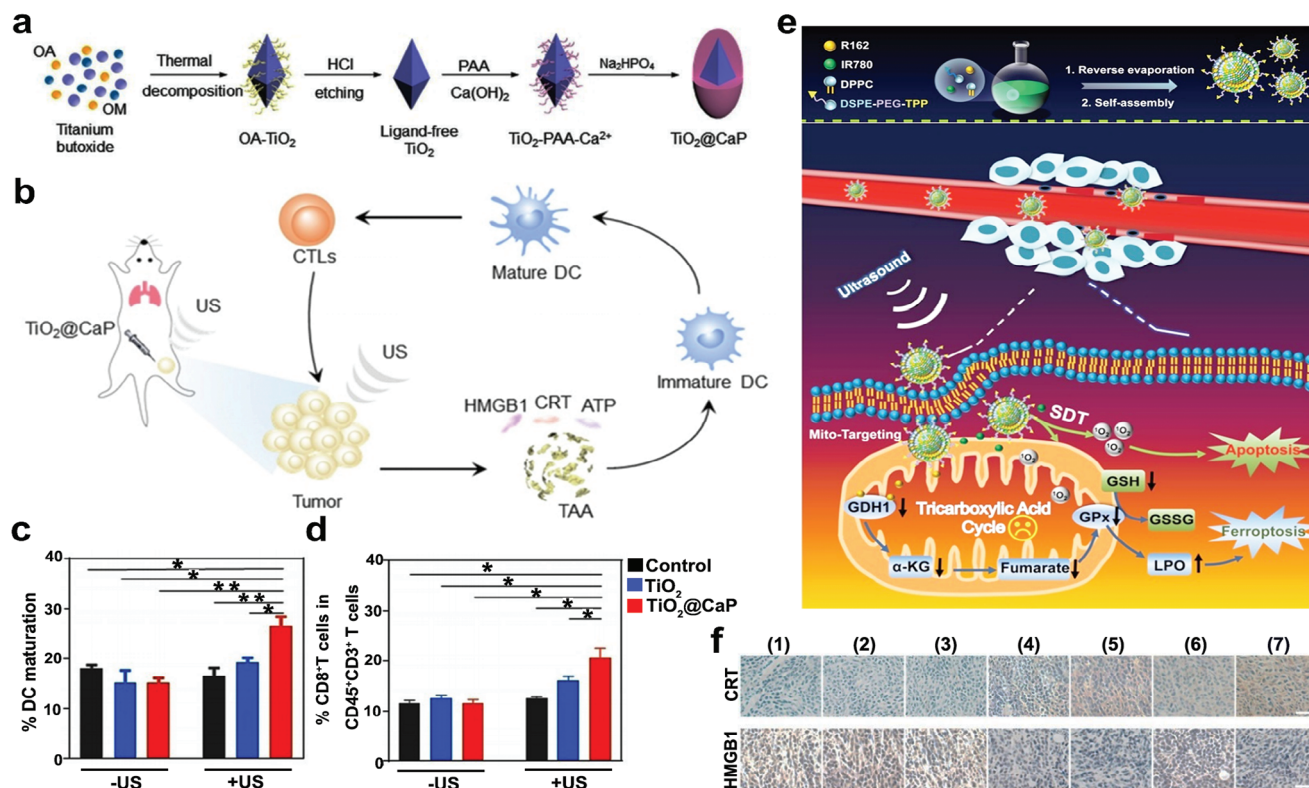 a
OA
OM
Titanium
butoxide
Thermal
decomposition
OA-TiO₂
HCl
etching
Ligand-free
TiO₂
PAA
Ca(OH)₂
TiO₂-PAA-Ca²⁺
Na₂HPO₄
TiO₂@CaP
b
CTLs
Mature DC
US
TiO₂@CaP
US
Immature DC
HMGB1 CRT ATP
Tumor
TAA
c
% DC maturation
40
30
20
10
0
* * ** ** *
-US +US
d
% CD8⁺T cells in
CD45⁺CD3⁺ T cells
40
30
20
10
0
* * * * *
-US +US
Control
TiO₂
TiO₂@CaP
e
R162
IR780
DPPC
DSPE-PEG-TPP
1. Reverse evaporation
2. Self-assembly
Ultrasound
Mito-Targeting
SDT
¹O₂ ¹O₂
¹O₂
¹O₂
¹O₂
Apoptosis
GSH
GDH1
Tricarboxylic Acid
Cycle
GPx
GSSG
Ferroptosis
α-KG
Fumarate
LPO
f
(1) (2) (3) (4) (5) (6) (7)
CRT
HMGB1